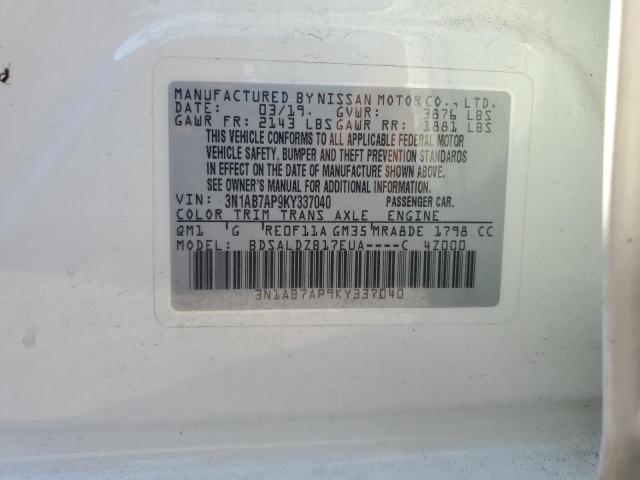 MANUFACTURED BY NISSAN MOTOR CO., LTD.
DATE: 03/19. GVWR: 3876 LBS
GAWR FR: 2143 LBS GAWR RR: 1881 LBS
THIS VEHICLE CONFORMS TO ALL APPLICABLE FEDERAL MOTOR
VEHICLE SAFETY, BUMPER AND THEFT PREVENTION STANDARDS
IN EFFECT ON THE DATE OF MANUFACTURE SHOWN ABOVE.
SEE OWNER'S MANUAL FOR ADDITIONAL INFORMATION.
VIN: 3N1AB7AP9KY337040 PASSENGER CAR.
COLOR TRIM TRANS AXLE ENGINE
QM1 'G 'RE0F11A GM35'MRA8DE 1798 CC
MODEL: BDSALDZB17EUA----C 4Z000
3N1AB7AP9KY337040